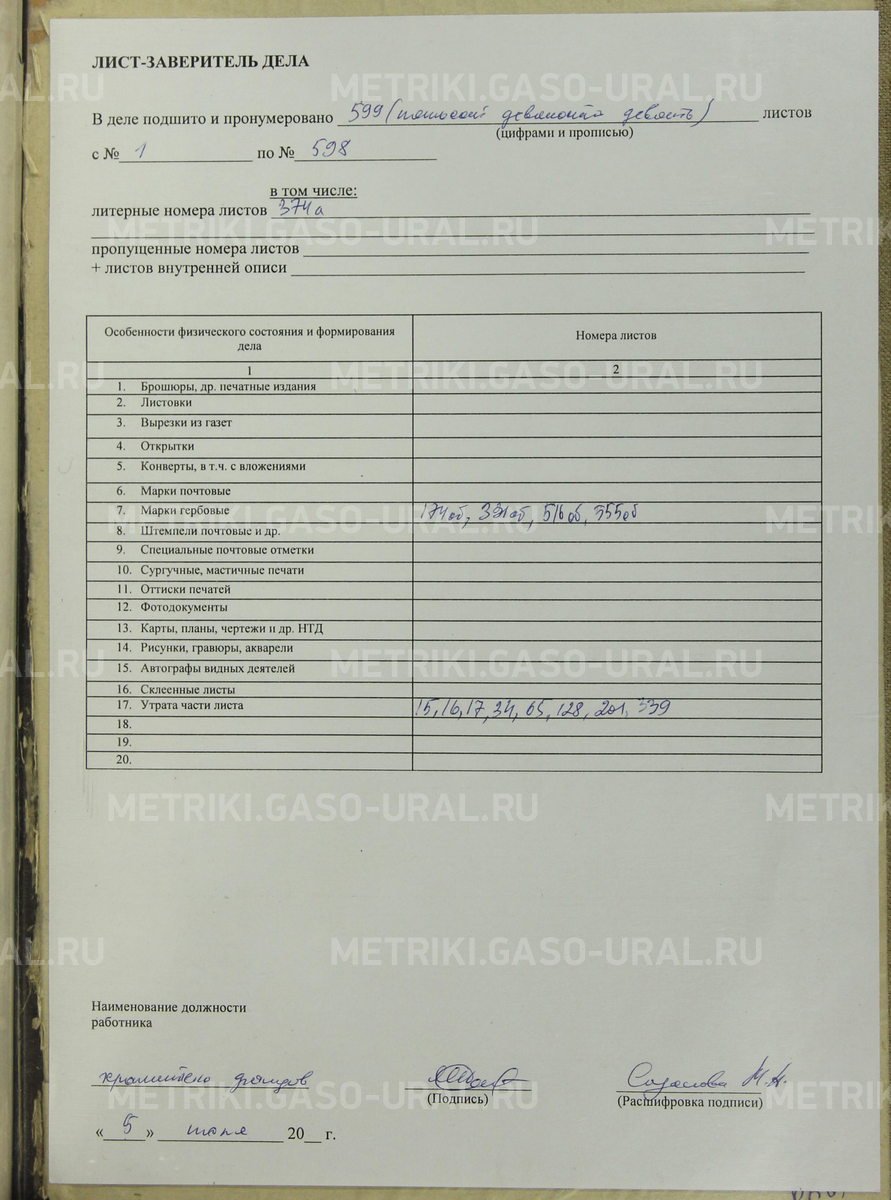 ЛИСТ-ЗАВЕРИТЕЛЬ ДЕЛА
В деле подшито и пронумеровано 599 (пятьсот девяносто девять) листов
(цифрами и прописью)
с № 1 по № 598
в том числе:
литерные номера листов 374а
пропущенные номера листов
+ листов внутренней описи
Особенности физического состояния и формирования дела Номера листов
1 2
1. Брошюры, др. печатные издания
2. Листовки
3. Вырезки из газет
4. Открытки
5. Конверты, в т.ч. с вложениями
6. Марки почтовые
7. Марки гербовые 174об, 516об, 555об
8. Штемпели почтовые и др.
9. Специальные почтовые отметки
10. Сургучные, мастичные печати
11. Оттиски печатей
12. Фотодокументы
13. Карты, планы, чертежи и др. НТД
14. Рисунки, гравюры, акварели
15. Автографы видных деятелей
16. Склеенные листы
17. Утрата части листа 15, 16, 17, 34, 65, 128, 201, 339
18.
19.
20.
Наименование должности
работника
хранитель фондов
(Подпись) (Расшифровка подписи)
М.А.
« 5 » 20 г.
METRIKI.GASO-URAL.RU